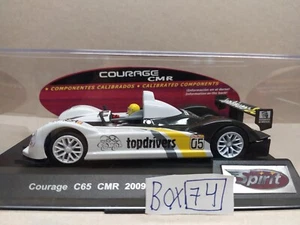 COURAGE
CMR
COMPONENTES CALIBRADOS • CALIBRATED COMPONENTS
topdrivers
05
Courage C65 CMR 2009
Spirit
BOX 74